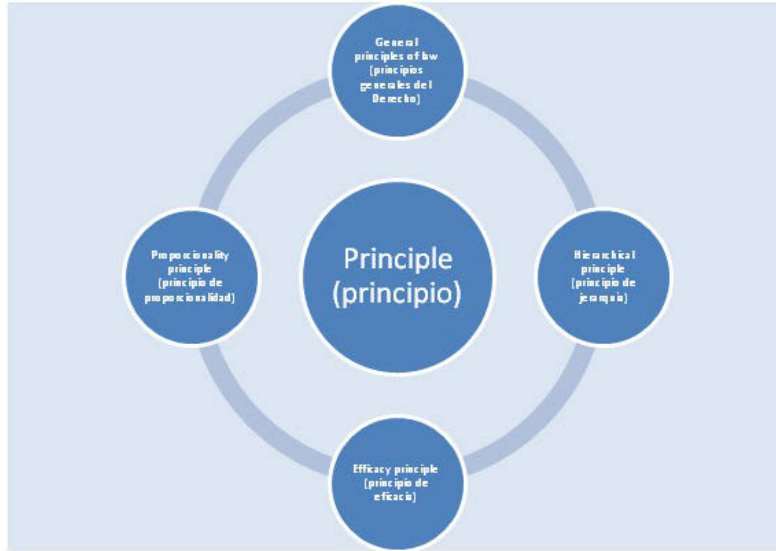 General
principles of law
(principios
generales del
Derecho)
Proporcionality
principle
(principio de
proporcionalidad)
Principle
(principio)
Hierarchical
principle
(principio de
jerarquía)
Efficacy principle
(principio de
eficacia)